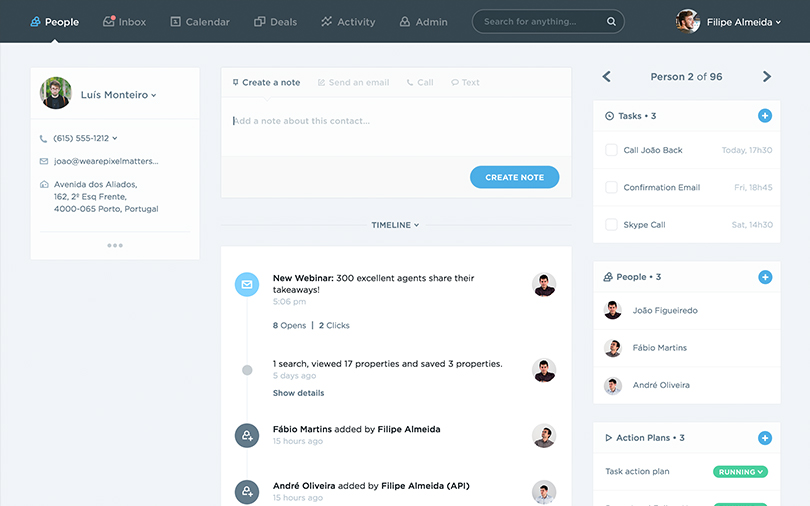 People Inbox Calendar Deals Activity Admin Search for anything... Filipe Almeida
Luís Monteiro
(615) 555-1212
joao@wearepixelmatters...
Avenida dos Aliados,
162, 2º Esq Frente,
4000-065 Porto, Portugal
Create a note Send an email Call Text
Add a note about this contact...
CREATE NOTE
TIMELINE
New Webinar: 300 excellent agents share their
takeaways!
5:06 pm
8 Opens | 2 Clicks
1 search, viewed 17 properties and saved 3 properties.
5 days ago
Show details
Fábio Martins added by Filipe Almeida
15 hours ago
André Oliveira added by Filipe Almeida (API)
15 hours ago
Person 2 of 96
Tasks • 3
Call João Back Today, 17h30
Confirmation Email Fri, 18h45
Skype Call Sat, 14h30
People • 3
João Figueiredo
Fábio Martins
André Oliveira
Action Plans • 3
Task action plan RUNNING